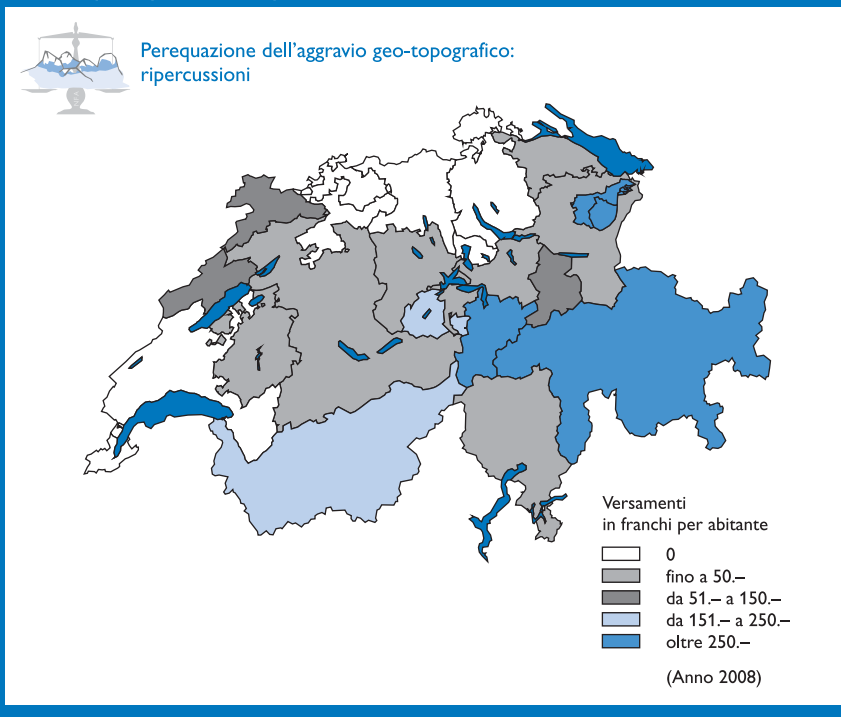 Perequazione dell'aggravio geo-topografico:
ripercussioni
Versamenti
in franchi per abitante
0
fino a 50.–
da 51.– a 150.–
da 151.– a 250.–
oltre 250.–
(Anno 2008)